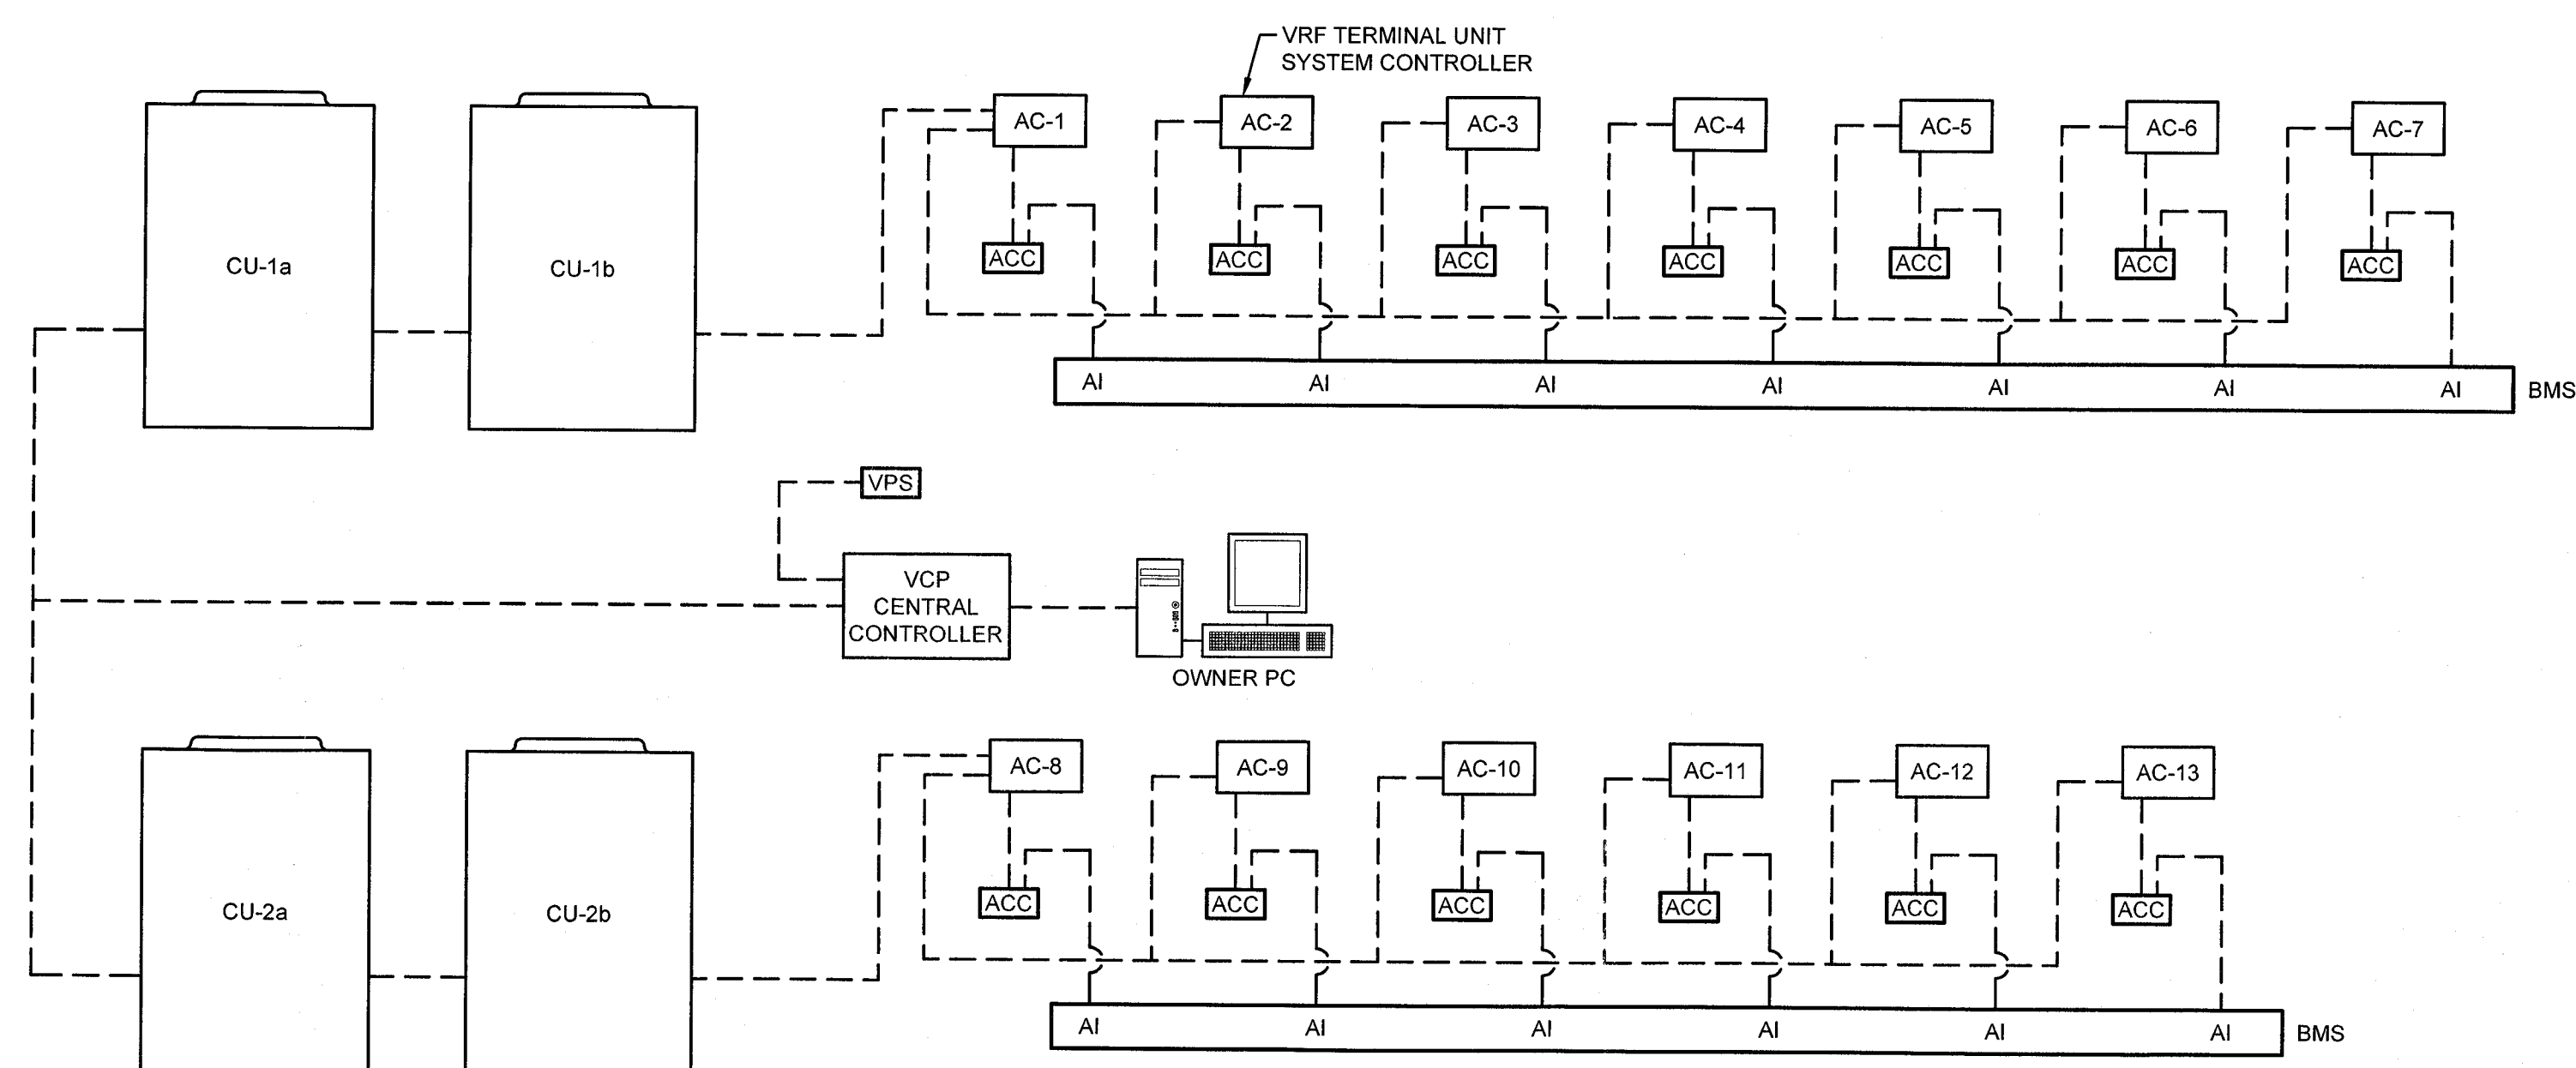 VRF TERMINAL UNIT
SYSTEM CONTROLLER
AC-1 AC-2 AC-3 AC-4 AC-5 AC-6 AC-7
CU-1a CU-1b
ACC ACC ACC ACC ACC ACC ACC
AI AI AI AI AI AI AI BMS
VPS
VCP
CENTRAL
CONTROLLER
OWNER PC
AC-8 AC-9 AC-10 AC-11 AC-12 AC-13
CU-2a CU-2b
ACC ACC ACC ACC ACC ACC
AI AI AI AI AI AI BMS